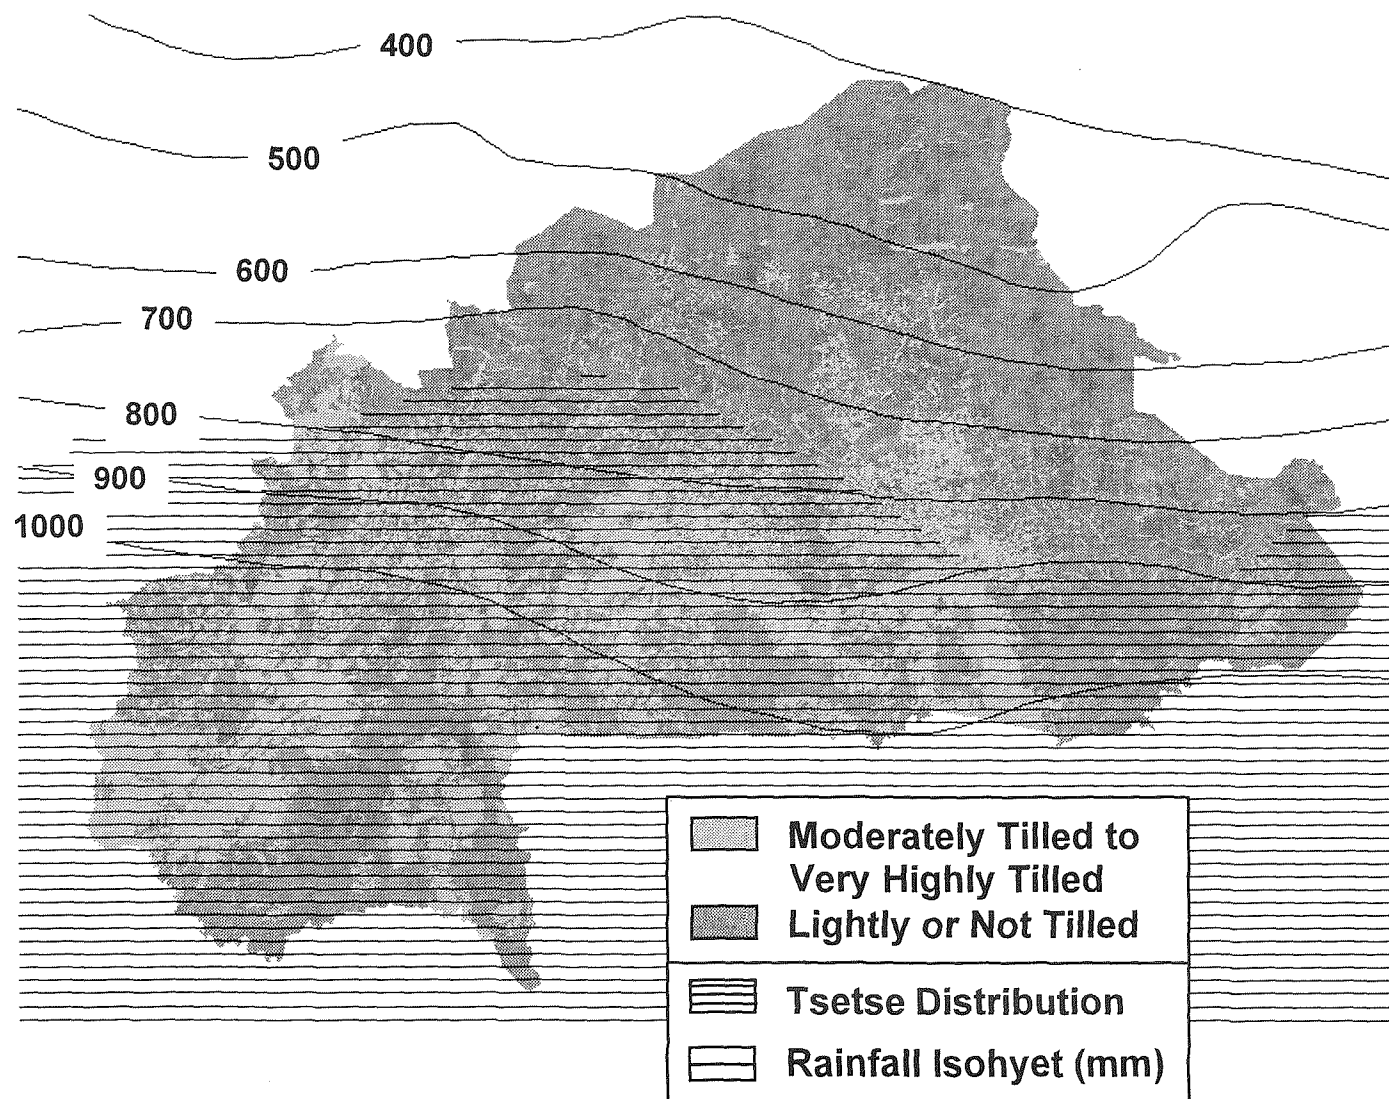 400
500
600
700
800
900
1000
Moderately Tilled to
Very Highly Tilled
Lightly or Not Tilled
Tsetse Distribution
Rainfall Isohyet (mm)